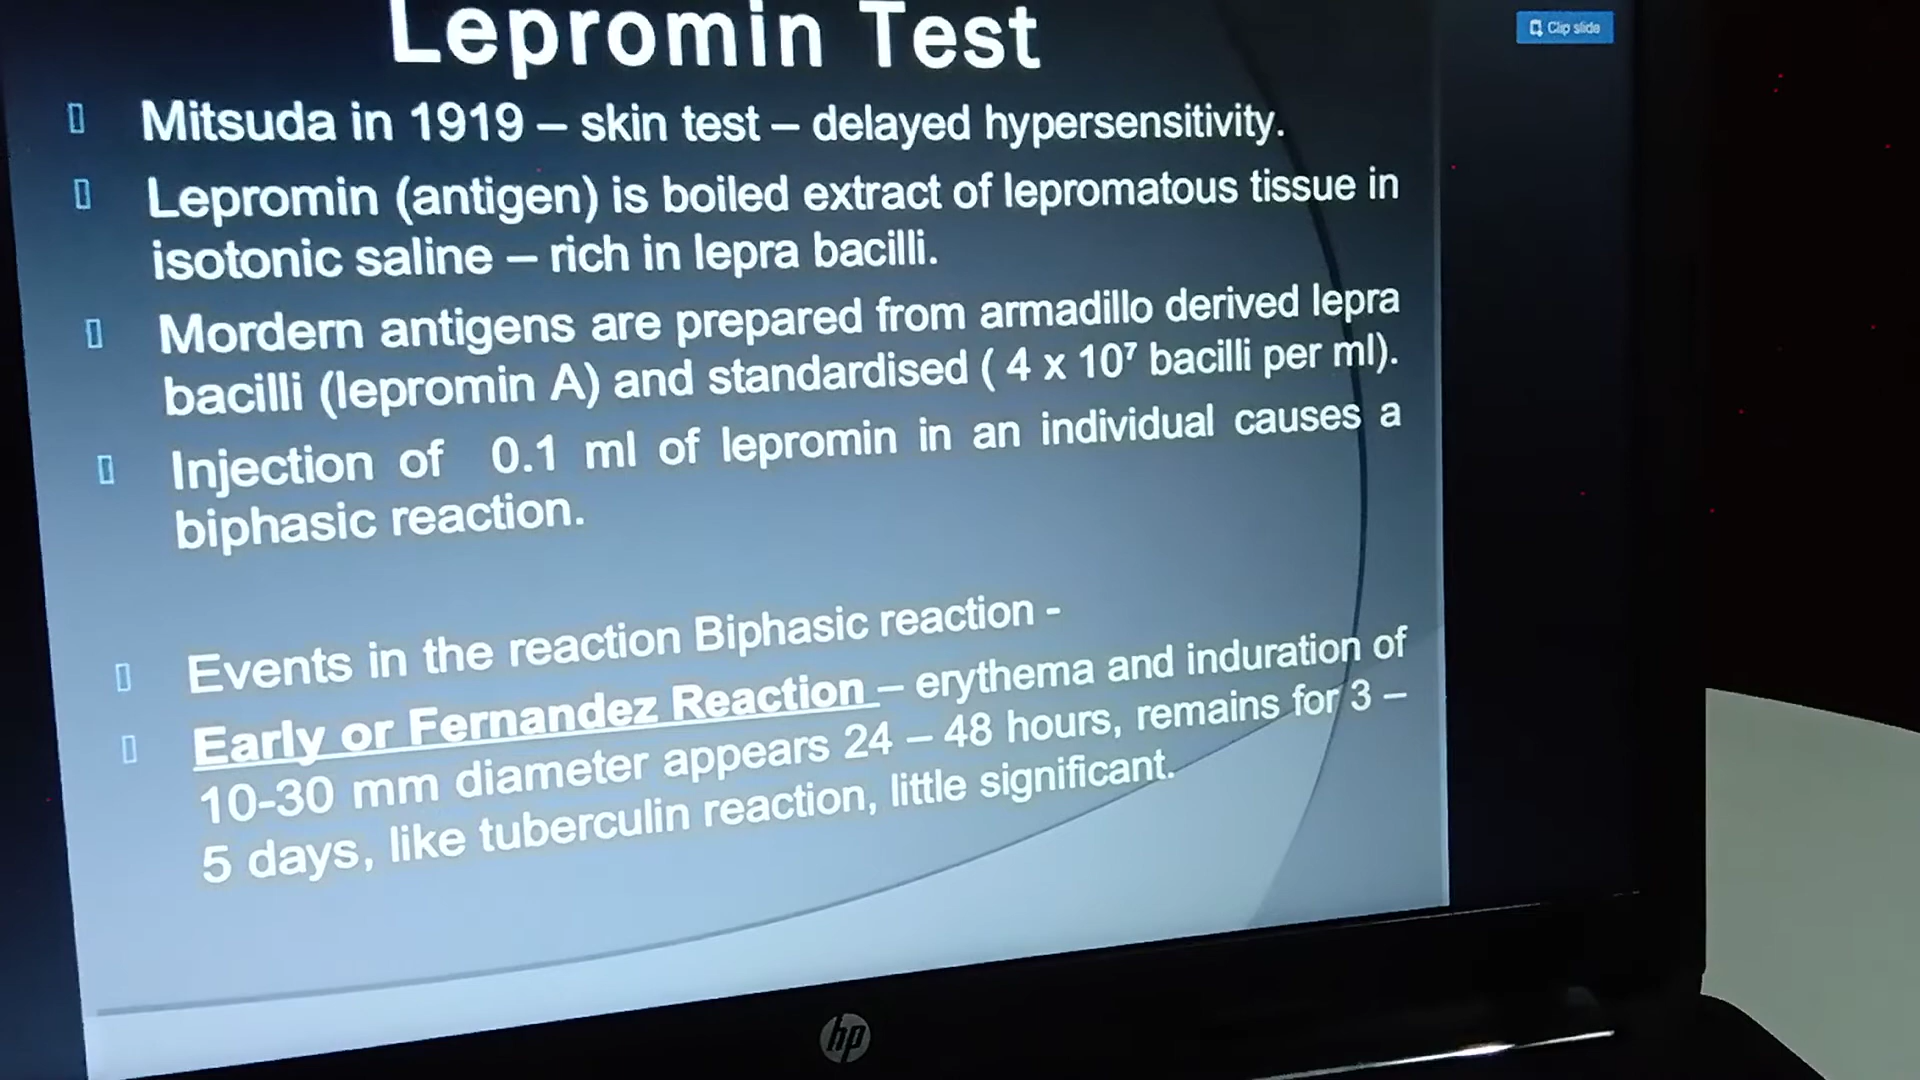 Lepromin Test
Clip slide
Mitsuda in 1919 – skin test – delayed hypersensitivity.
Lepromin (antigen) is boiled extract of lepromatous tissue in
isotonic saline – rich in lepra bacilli.
Mordern antigens are prepared from armadillo derived lepra
bacilli (lepromin A) and standardised ( 4 x 10⁷ bacilli per ml).
Injection of 0.1 ml of lepromin in an individual causes a
biphasic reaction.
Events in the reaction Biphasic reaction -
Early or Fernandez Reaction – erythema and induration of
10-30 mm diameter appears 24 – 48 hours, remains for 3 –
5 days, like tuberculin reaction, little significant.
hp